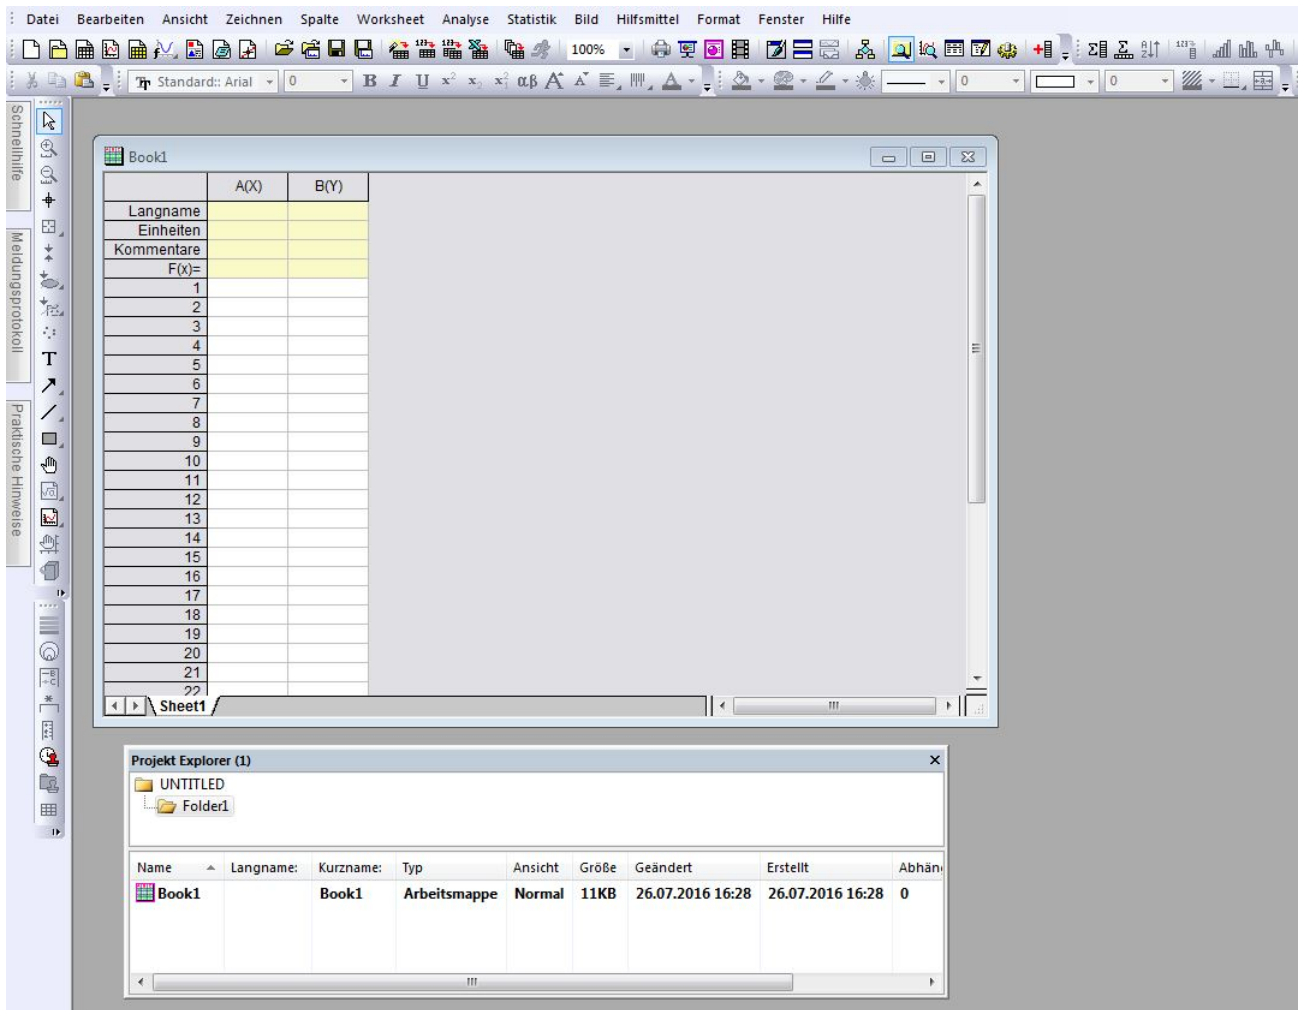 Datei Bearbeiten Ansicht Zeichnen Spalte Worksheet Analyse Statistik Bild Hilfsmittel Format Fenster Hilfe
100%
Standard:: Arial 0 B I U x² x₂ αβ A A A 0 0
Schnellhilfe
Meldungsprotokoll
Praktische Hinweise
T
Book1
A(X) B(Y)
Langname
Einheiten
Kommentare
F(x)=
1
2
3
4
5
6
7
8
9
10
11
12
13
14
15
16
17
18
19
20
21
22
Sheet1
Projekt Explorer (1)
UNTITLED
Folder1
Name Langname: Kurzname: Typ Ansicht Größe Geändert Erstellt Abhän
Book1 Book1 Arbeitsmappe Normal 11KB 26.07.2016 16:28 26.07.2016 16:28 0